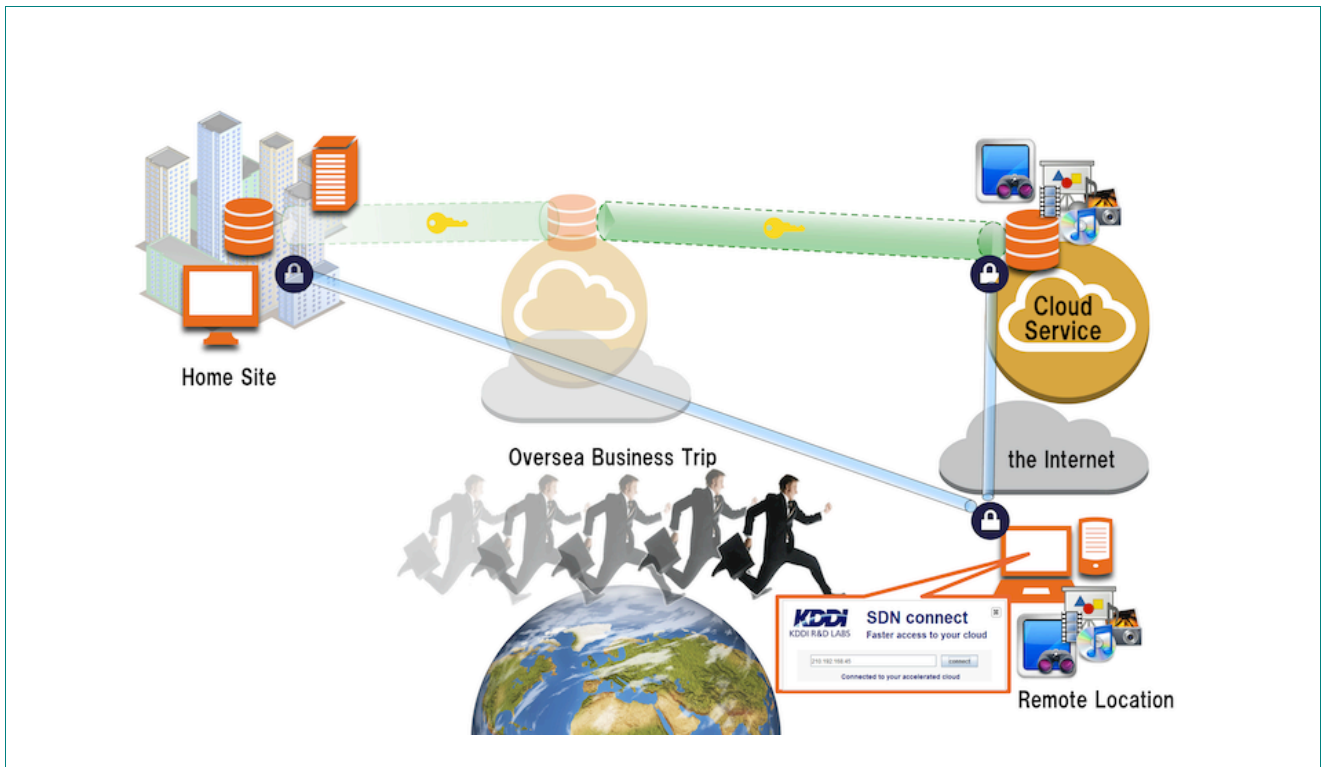 Cloud
Service
Home Site
Oversea Business Trip
the Internet
KDDI
KDDI R&D LABS
SDN connect
Faster access to your cloud
210.192.168.45
connect
Connected to your accelerated cloud
Remote Location